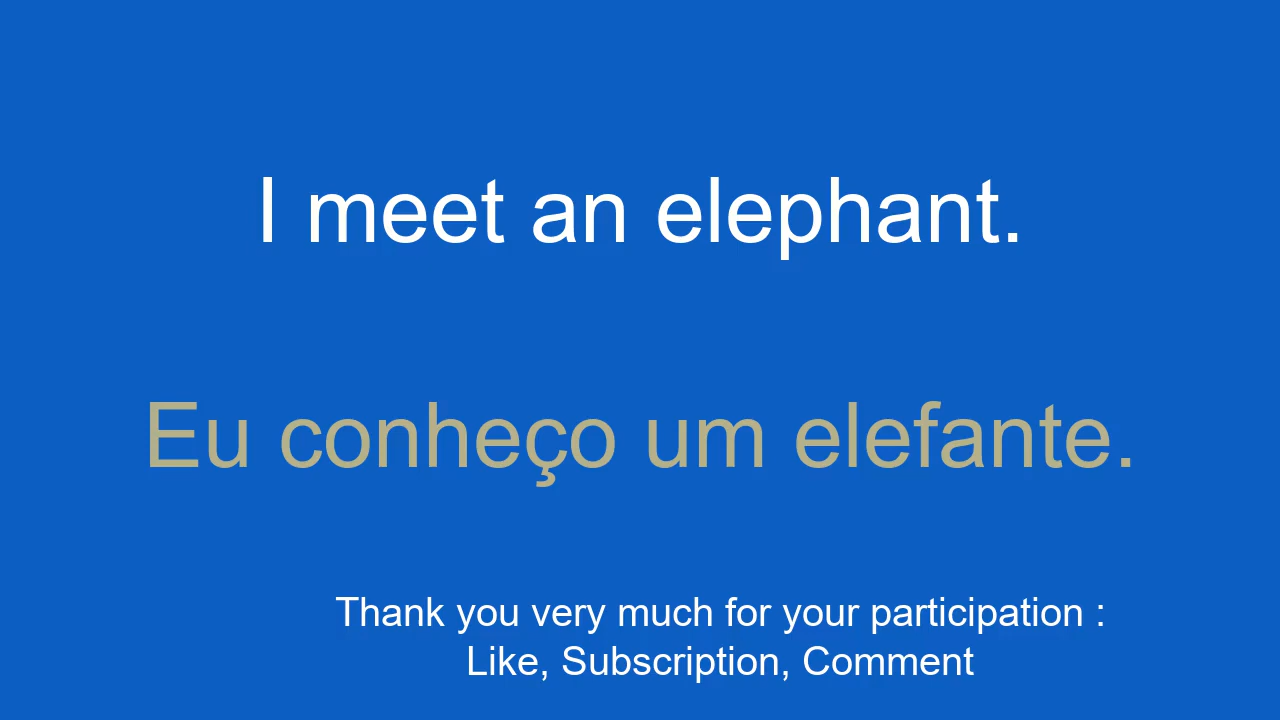 I meet an elephant.
Eu conheço um elefante.
Thank you very much for your participation :
Like, Subscription, Comment